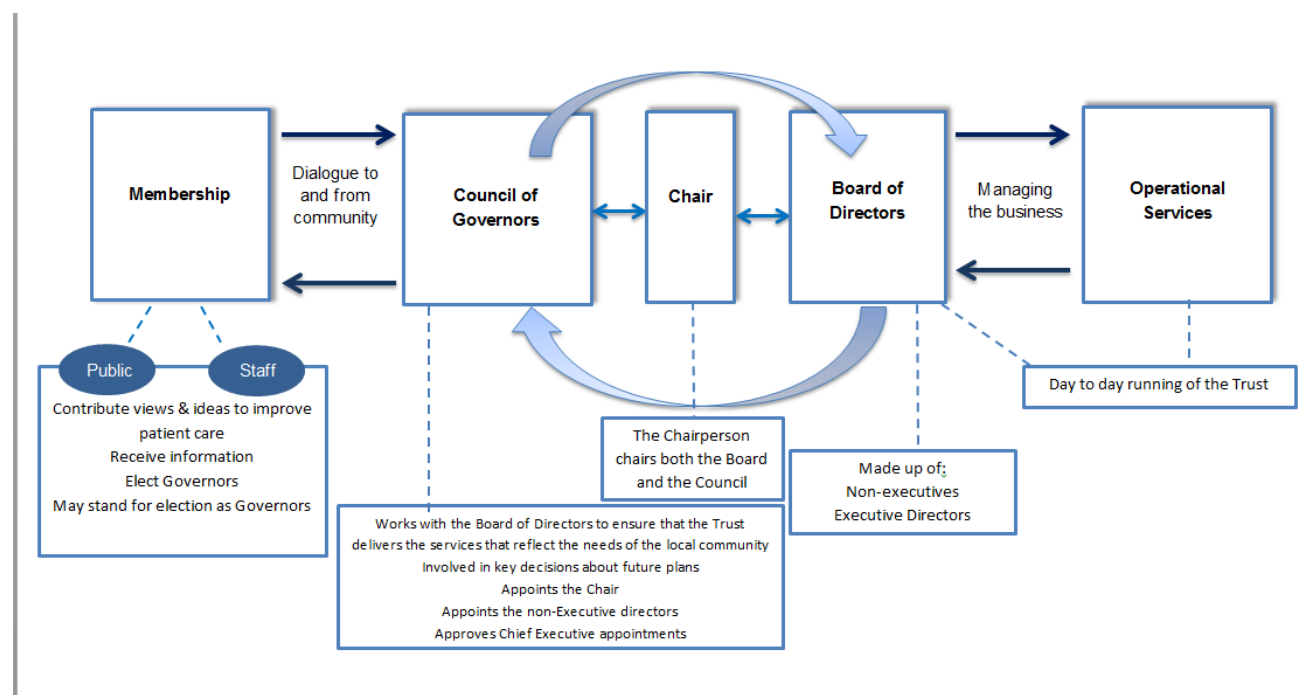 Membership
Dialogue to
and from
community
Council of
Governors
Chair
Board of
Directors
Managing
the business
Operational
Services
Public
Staff
Contribute views & ideas to improve
patient care
Receive information
Elect Governors
May stand for election as Governors
Works with the Board of Directors to ensure that the Trust
delivers the services that reflect the needs of the local community
Involved in key decisions about future plans
Appoints the Chair
Appoints the non-Executive directors
Approves Chief Executive appointments
The Chairperson
chairs both the Board
and the Council
Made up of:
Non-executives
Executive Directors
Day to day running of the Trust